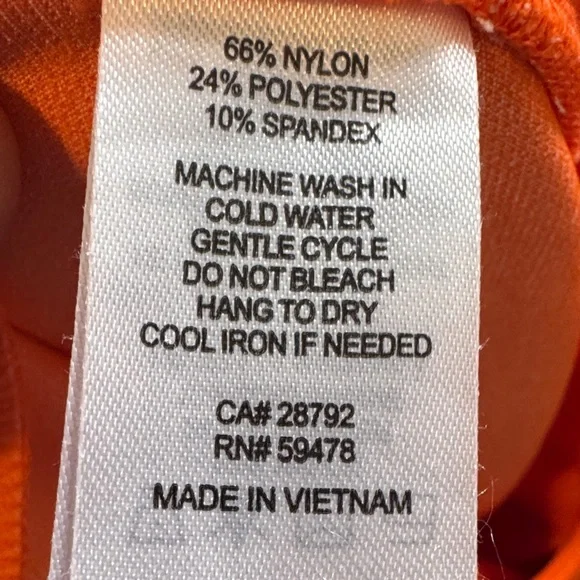 66% NYLON
24% POLYESTER
10% SPANDEX
MACHINE WASH IN
COLD WATER
GENTLE CYCLE
DO NOT BLEACH
HANG TO DRY
COOL IRON IF NEEDED
CA# 28792
RN# 59478
MADE IN VIETNAM